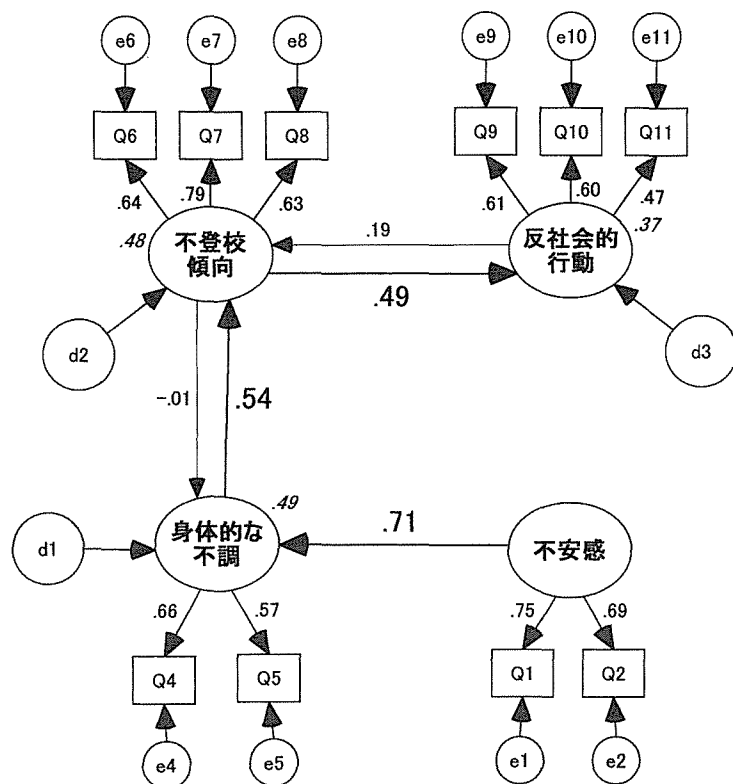 e6 e7 e8 e9 e10 e11
Q6 Q7 Q8 Q9 Q10 Q11
.64 .79 .63 .61 .60 .47
.48 不登校
傾向
.19
反社会的
行動
.37
.49
d2 d3
-.01 .54
.49
d1
身体的な
不調
.71
不安感
.66 .57 .75 .69
Q4 Q5 Q1 Q2
e4 e5 e1 e2